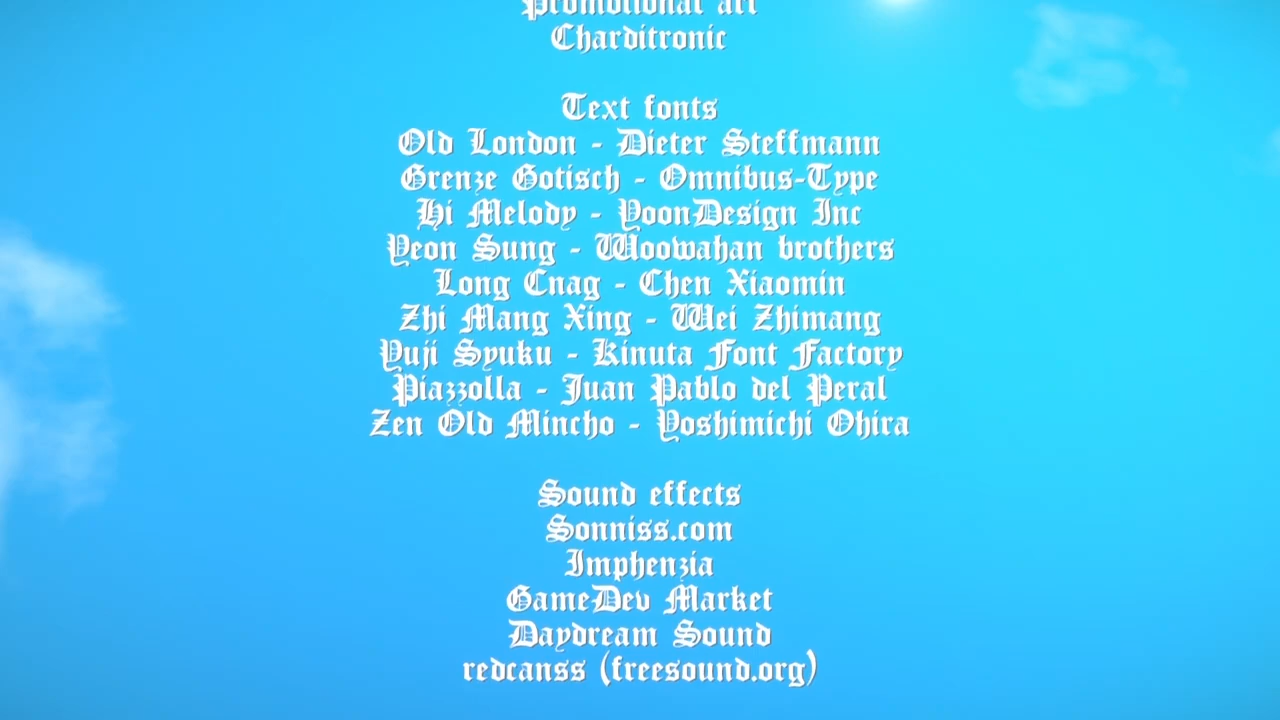 Promotional art
Charditronic
Text fonts
Old London - Dieter Steffmann
Grenze Gotisch - Omnibus-Type
Hi Melody - YoonDesign Inc
Yeon Sung - Woowahan brothers
Long Cnag - Chen Xiaomin
Zhi Mang Xing - Wei Zhimang
Yuji Syuku - Kinuta Font Factory
Piazzolla - Juan Pablo del Peral
Zen Old Mincho - Yoshimichi Ohira
Sound effects
Sonniss.com
Imphenzia
GameDev Market
Daydream Sound
redcanss (freesound.org)